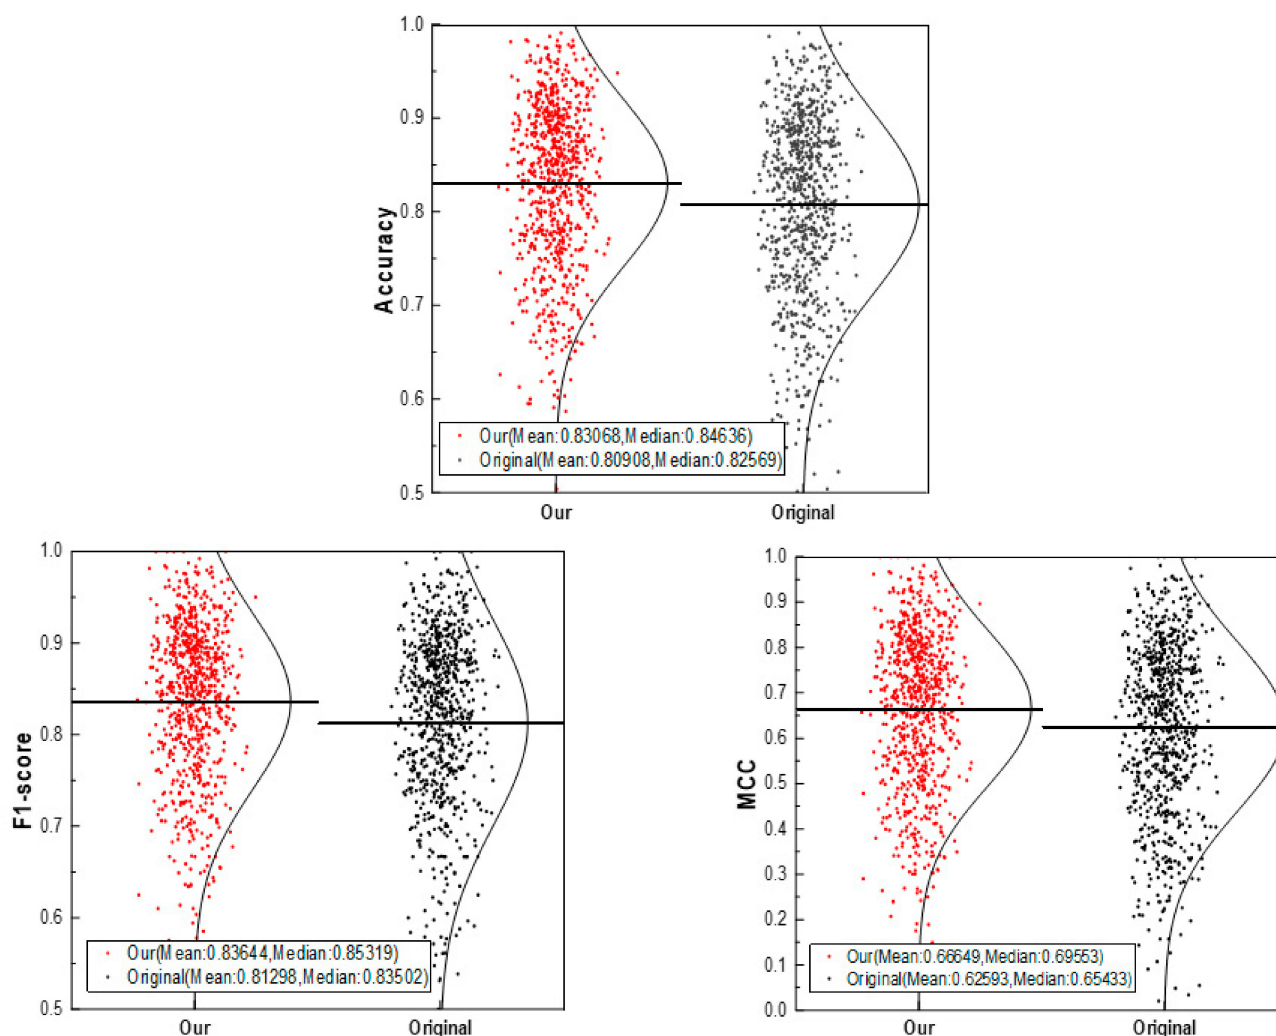 Accuracy
1.0
0.9
0.8
0.7
0.6
0.5
Our(Mean:0.83068,Median:0.84636)
Original(Mean:0.80908,Median:0.82569)
Our
Original
F1-score
1.0
0.9
0.8
0.7
0.6
0.5
Our(Mean:0.83644,Median:0.85319)
Original(Mean:0.81298,Median:0.83502)
Our
Original
MCC
1.0
0.9
0.8
0.7
0.6
0.5
0.4
0.3
0.2
0.1
0.0
Our(Mean:0.66649,Median:0.69553)
Original(Mean:0.62593,Median:0.65433)
Our
Original